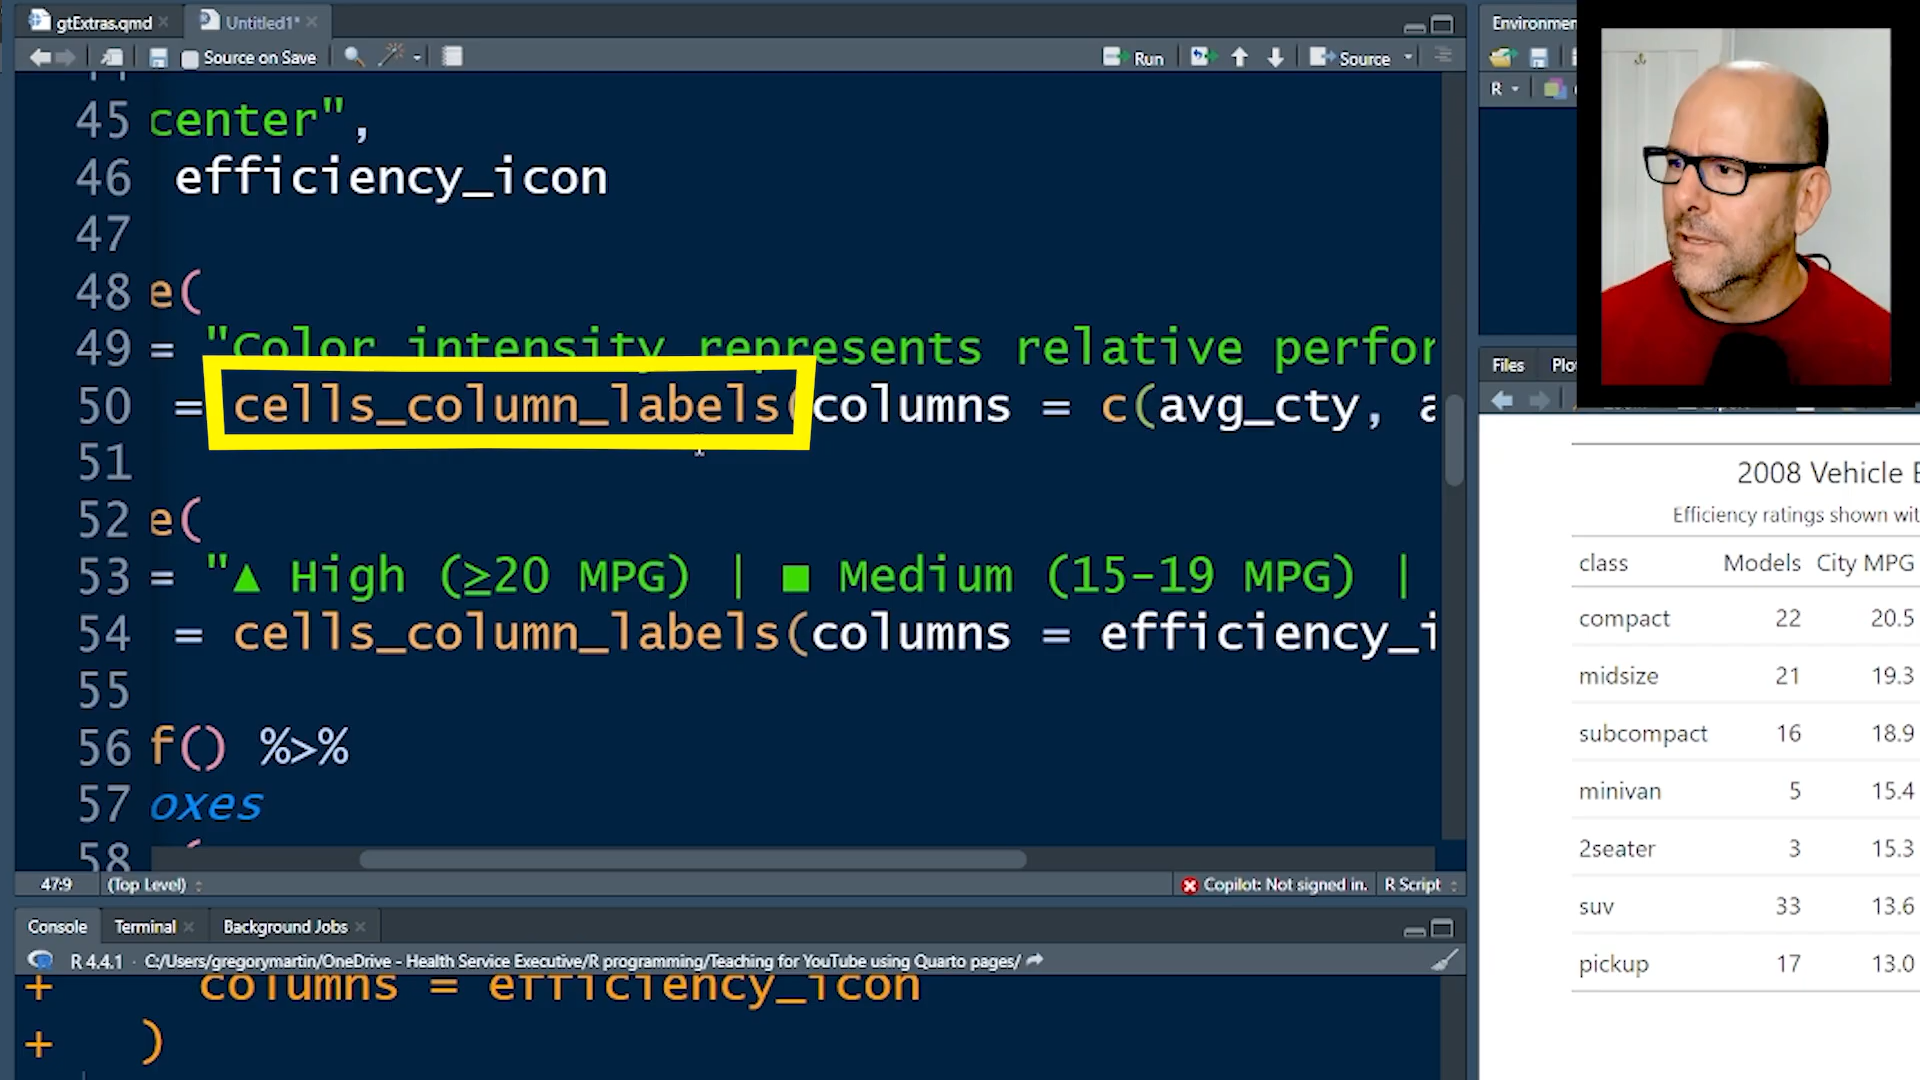 gtExtras.qmd
Untitled1*
Source on Save
Run
Source
45 center",
46 efficiency_icon
47
48 e(
49 = "Color intensity represents relative perfor
50 = cells_column_labels(columns = c(avg_cty, a
51
52 e(
53 = "▲ High (≥20 MPG) | ■ Medium (15-19 MPG) |
54 = cells_column_labels(columns = efficiency_i
55
56 f() %>%
57 oxes
58
47:9 (Top Level)
Copilot: Not signed in. R Script
Console Terminal Background Jobs
R 4.4.1 · C:/Users/gregorymartin/OneDrive - Health Service Executive/R programming/Teaching for YouTube using Quarto pages/
+ columns = efficiency_icon
+ )
Environmen
R
Files Plo
2008 Vehicle E
Efficiency ratings shown wit
class Models City MPG
compact 22 20.5
midsize 21 19.3
subcompact 16 18.9
minivan 5 15.4
2seater 3 15.3
suv 33 13.6
pickup 17 13.0